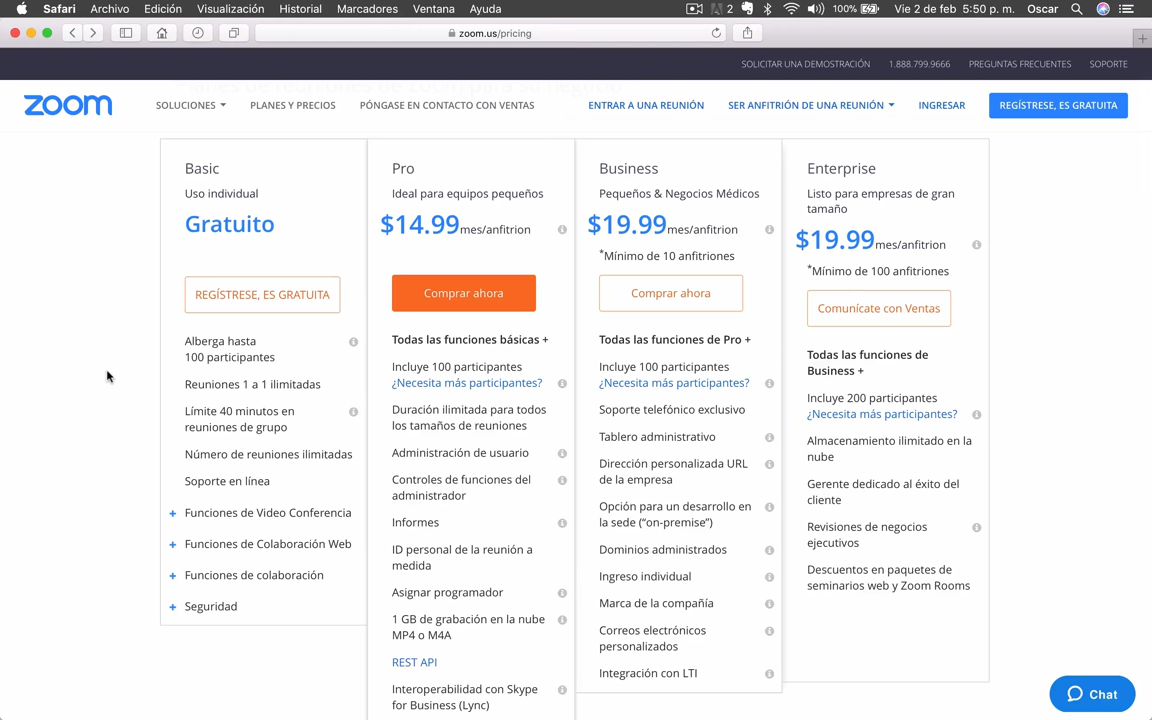 Safari Archivo Edición Visualización Historial Marcadores Ventana Ayuda 2 100% Vie 2 de feb 5:50 p. m. Oscar
zoom.us/pricing
SOLICITAR UNA DEMOSTRACIÓN 1.888.799.9666 PREGUNTAS FRECUENTES SOPORTE
zoom SOLUCIONES PLANES Y PRECIOS PÓNGASE EN CONTACTO CON VENTAS ENTRAR A UNA REUNIÓN SER ANFITRIÓN DE UNA REUNIÓN INGRESAR REGÍSTRESE, ES GRATUITA
Basic
Uso individual
Gratuito
REGÍSTRESE, ES GRATUITA
Alberga hasta
100 participantes
Reuniones 1 a 1 ilimitadas
Límite 40 minutos en
reuniones de grupo
Número de reuniones ilimitadas
Soporte en línea
+ Funciones de Video Conferencia
+ Funciones de Colaboración Web
+ Funciones de colaboración
+ Seguridad
Pro
Ideal para equipos pequeños
$14.99mes/anfitrion
Comprar ahora
Todas las funciones básicas +
Incluye 100 participantes
¿Necesita más participantes?
Duración ilimitada para todos
los tamaños de reuniones
Administración de usuario
Controles de funciones del
administrador
Informes
ID personal de la reunión a
medida
Asignar programador
1 GB de grabación en la nube
MP4 o M4A
REST API
Interoperabilidad con Skype
for Business (Lync)
Business
Pequeños & Negocios Médicos
$19.99mes/anfitrion
*Mínimo de 10 anfitriones
Comprar ahora
Todas las funciones de Pro +
Incluye 100 participantes
¿Necesita más participantes?
Soporte telefónico exclusivo
Tablero administrativo
Dirección personalizada URL
de la empresa
Opción para un desarrollo en
la sede (“on-premise”)
Dominios administrados
Ingreso individual
Marca de la compañía
Correos electrónicos
personalizados
Integración con LTI
Enterprise
Listo para empresas de gran
tamaño
$19.99mes/anfitrion
*Mínimo de 100 anfitriones
Comunícate con Ventas
Todas las funciones de
Business +
Incluye 200 participantes
¿Necesita más participantes?
Almacenamiento ilimitado en la
nube
Gerente dedicado al éxito del
cliente
Revisiones de negocios
ejecutivos
Descuentos en paquetes de
seminarios web y Zoom Rooms
Chat